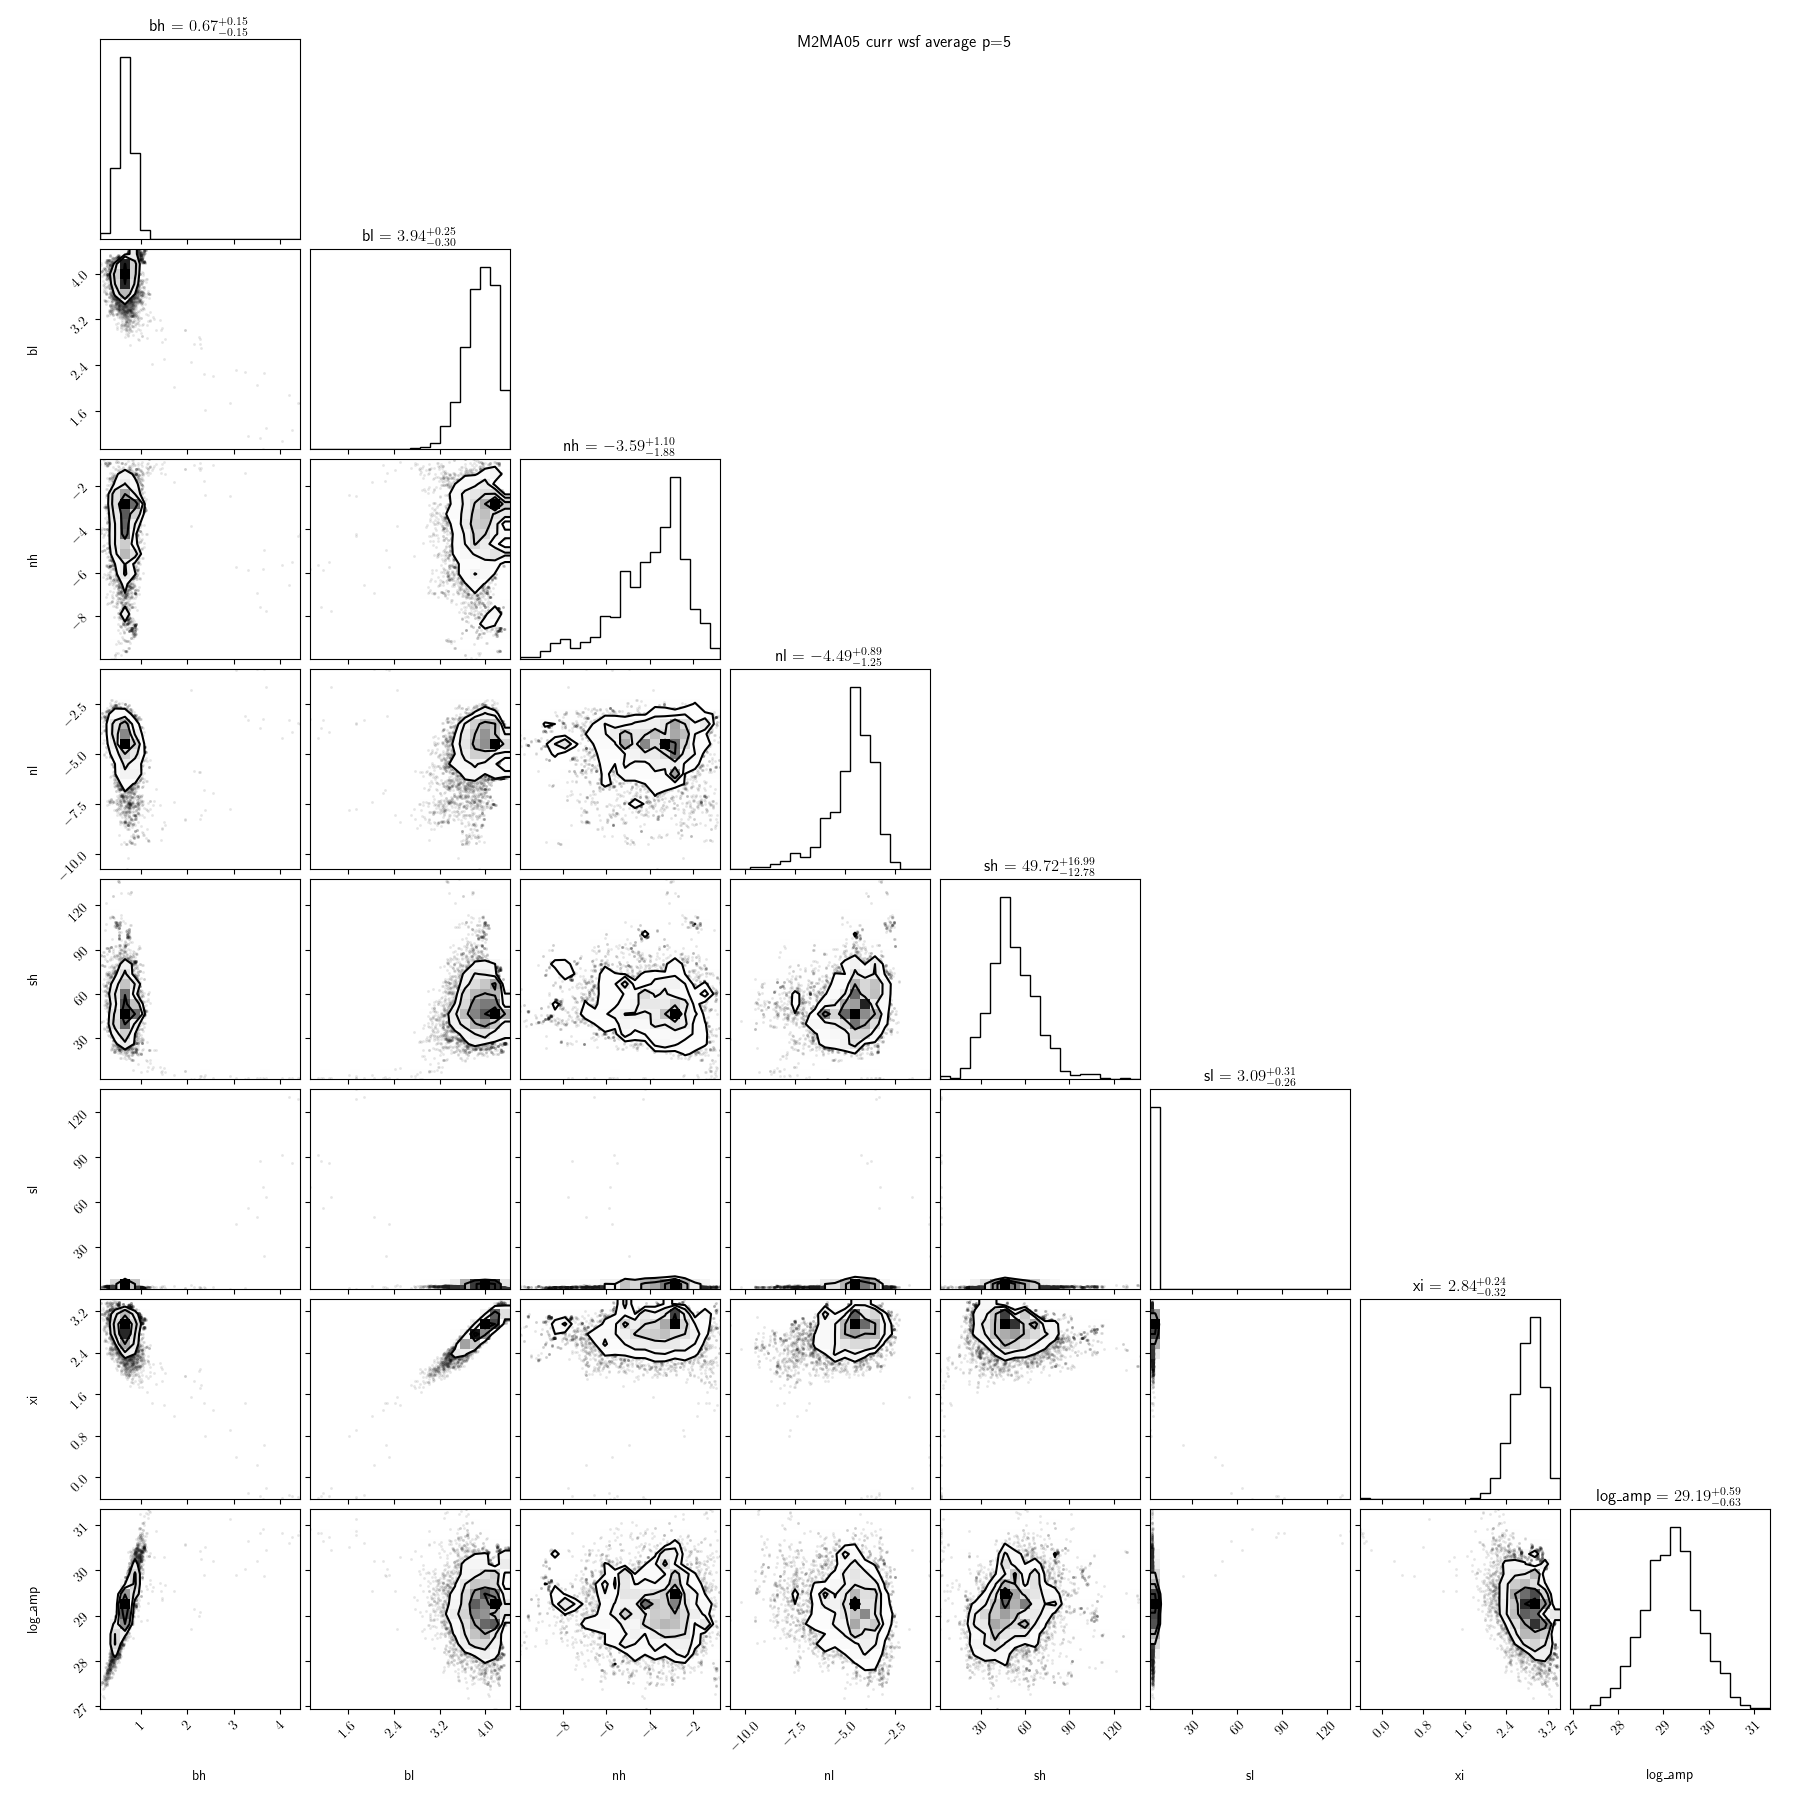 M2MA05 curr wsf average p=5
bh = 0.67+0.15−0.15
bl = 3.94+0.25−0.30
4.0
3.2
2.4
1.6
bl
nh = −3.59+1.10−1.88
−2
−4
−6
−8
nh
nl = −4.49+0.89−1.25
−2.5
−5.0
−7.5
−10.0
nl
sh = 49.72+16.99−12.78
120
90
60
30
sh
sl = 3.09+0.31−0.26
120
90
60
30
sl
xi = 2.84+0.24−0.32
3.2
2.4
1.6
0.8
0.0
xi
log_amp = 29.19+0.59−0.63
31
30
29
28
27
log_amp
1 2 3 4
1.6 2.4 3.2 4.0
−8 −6 −4 −2
−10.0 −7.5 −5.0 −2.5
30 60 90 120
30 60 90 120
0.0 0.8 1.6 2.4 3.2
27 28 29 30 31
bh bl nh nl sh sl xi log_amp